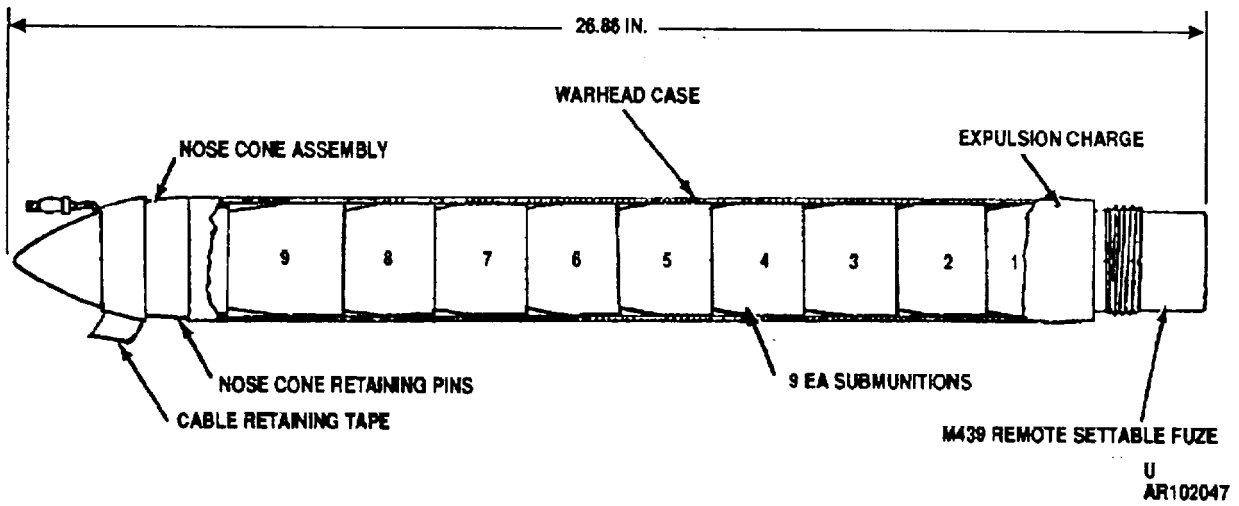 26.86 IN.
WARHEAD CASE
EXPULSION CHARGE
NOSE CONE ASSEMBLY
9
8
7
6
5
4
3
2
1
NOSE CONE RETAINING PINS
9 EA SUBMUNITIONS
CABLE RETAINING TAPE
M439 REMOTE SETTABLE FUZE
U
AR102047